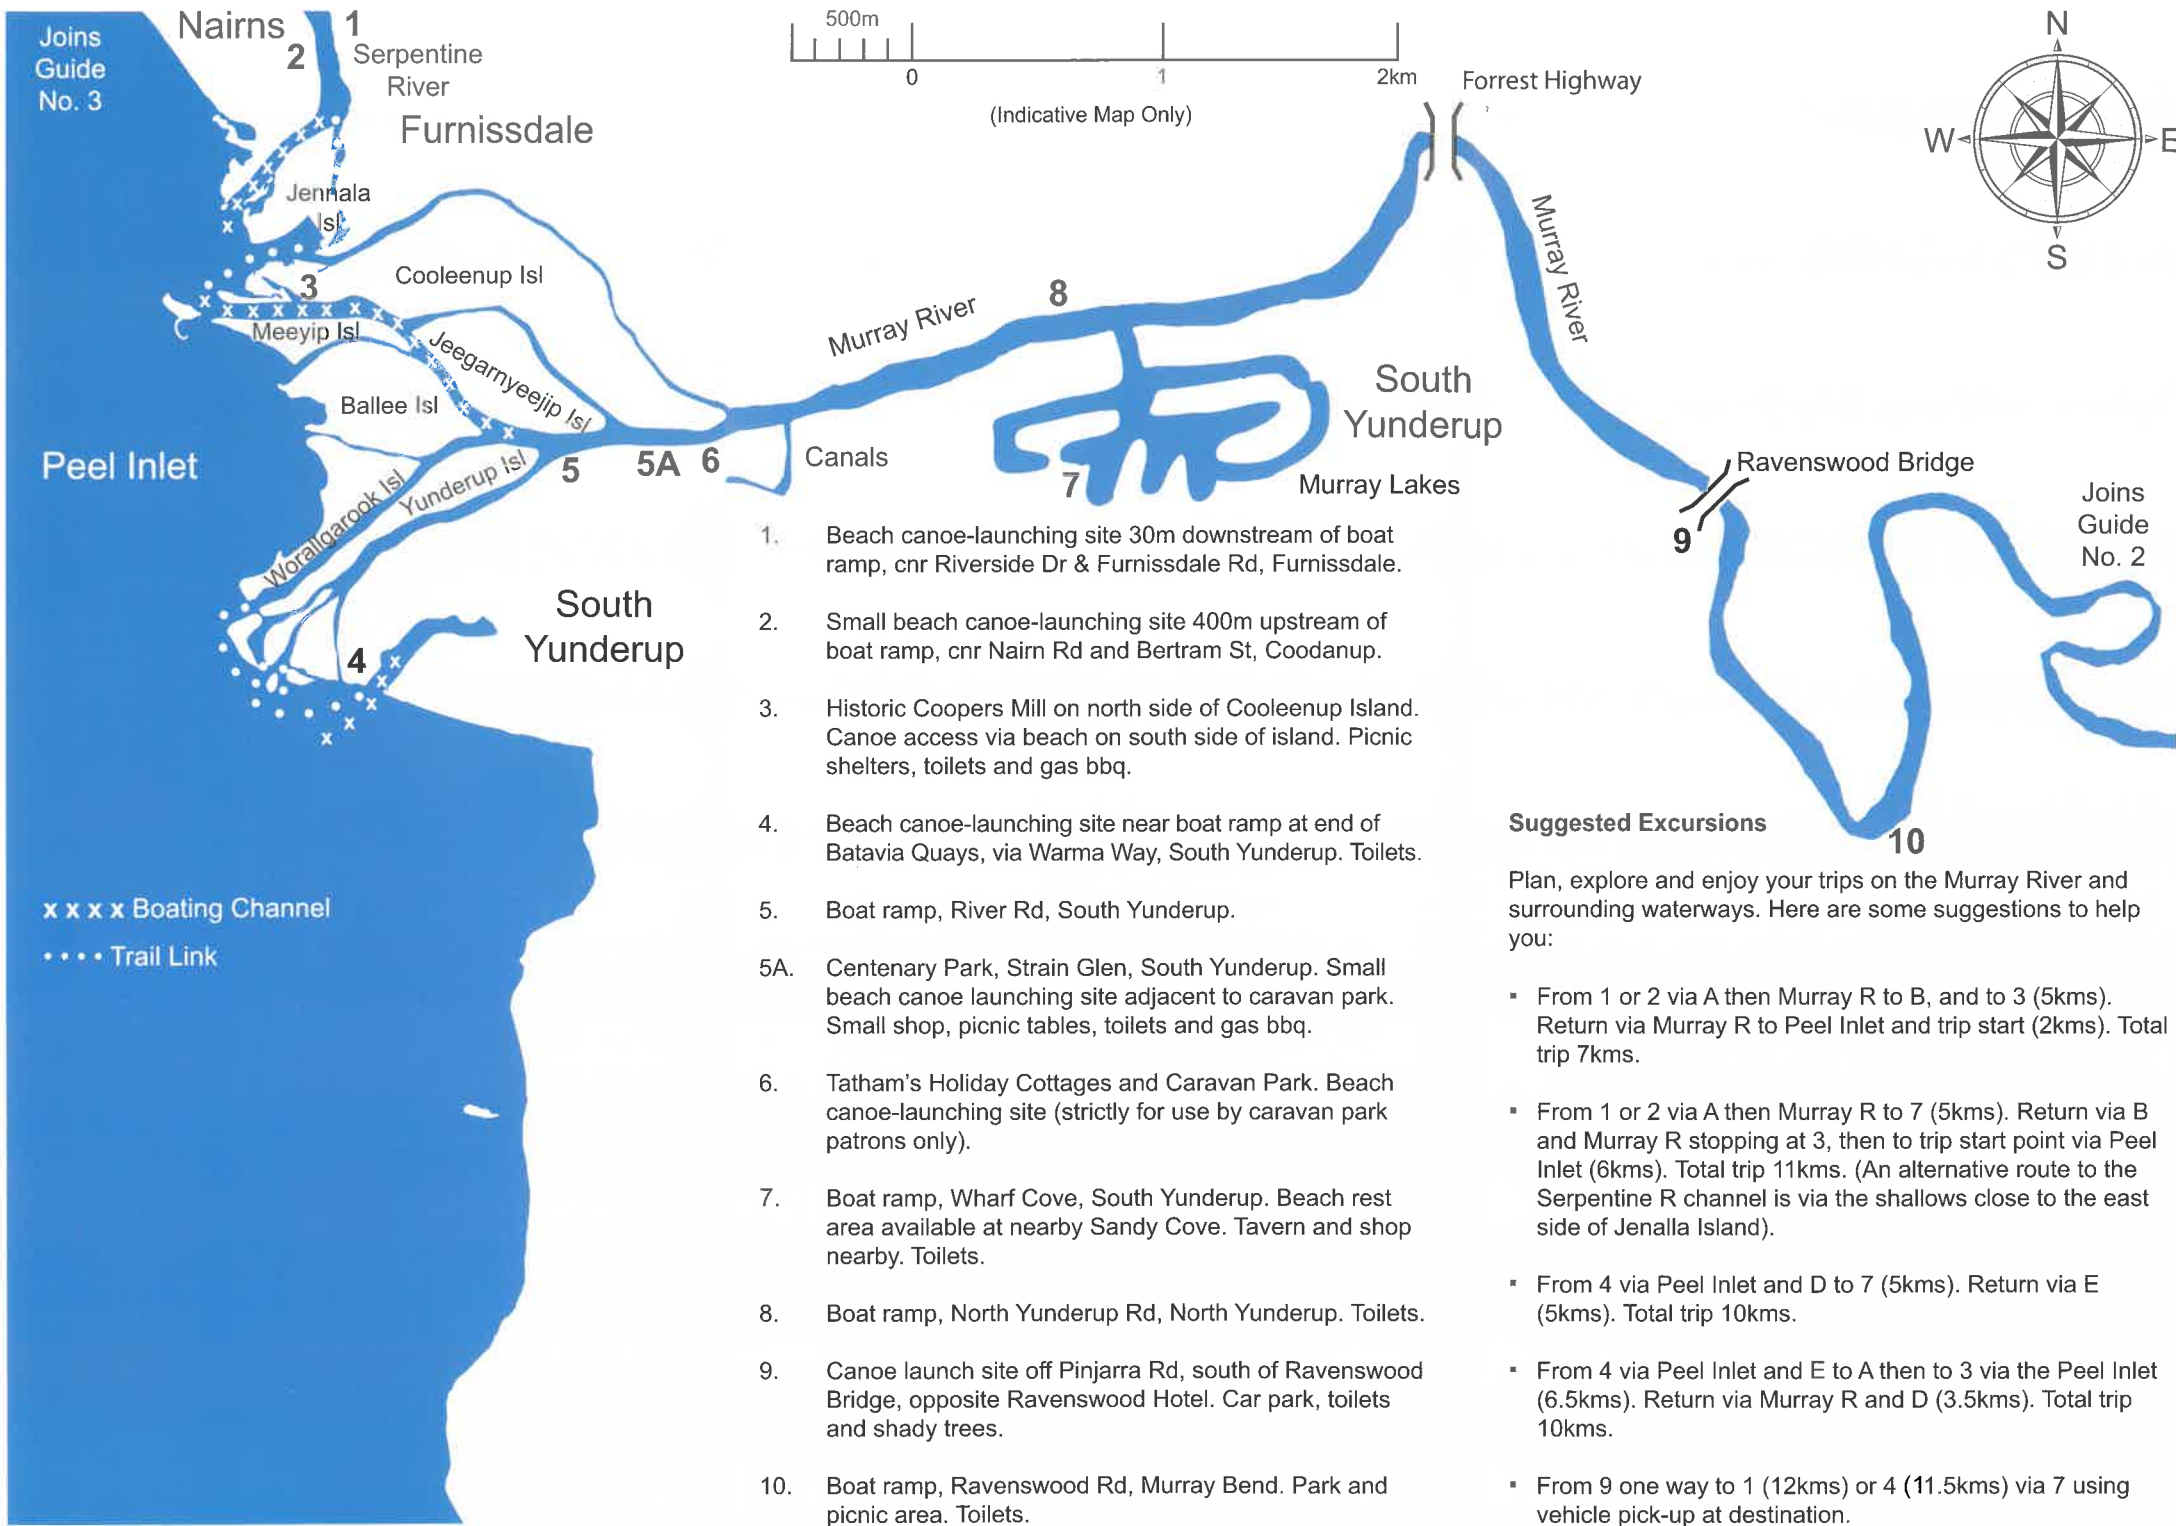 Joins
Guide
No. 3
Nairns
1
2
Serpentine
River
Furnissdale
500m
0
1
2km
(Indicative Map Only)
Forrest Highway
N
W
E
S
Jennala
Isl
3
Cooleenup Isl
Meeyip Isl
Jeegarnyeejip Isl
Ballee Isl
Murray River
8
Murray River
South
Yunderup
Peel Inlet
Worallgarook Isl
Yunderup Isl
5
5A
6
Canals
7
Murray Lakes
Ravenswood Bridge
9
Joins
Guide
No. 2
4
South
Yunderup
10
x x x x Boating Channel
• • • • Trail Link
1. Beach canoe-launching site 30m downstream of boat
ramp, cnr Riverside Dr & Furnissdale Rd, Furnissdale.
2. Small beach canoe-launching site 400m upstream of
boat ramp, cnr Nairn Rd and Bertram St, Coodanup.
3. Historic Coopers Mill on north side of Cooleenup Island.
Canoe access via beach on south side of island. Picnic
shelters, toilets and gas bbq.
4. Beach canoe-launching site near boat ramp at end of
Batavia Quays, via Warma Way, South Yunderup. Toilets.
5. Boat ramp, River Rd, South Yunderup.
5A. Centenary Park, Strain Glen, South Yunderup. Small
beach canoe launching site adjacent to caravan park.
Small shop, picnic tables, toilets and gas bbq.
6. Tatham's Holiday Cottages and Caravan Park. Beach
canoe-launching site (strictly for use by caravan park
patrons only).
7. Boat ramp, Wharf Cove, South Yunderup. Beach rest
area available at nearby Sandy Cove. Tavern and shop
nearby. Toilets.
8. Boat ramp, North Yunderup Rd, North Yunderup. Toilets.
9. Canoe launch site off Pinjarra Rd, south of Ravenswood
Bridge, opposite Ravenswood Hotel. Car park, toilets
and shady trees.
10. Boat ramp, Ravenswood Rd, Murray Bend. Park and
picnic area. Toilets.
Suggested Excursions
Plan, explore and enjoy your trips on the Murray River and
surrounding waterways. Here are some suggestions to help
you:
▪ From 1 or 2 via A then Murray R to B, and to 3 (5kms).
Return via Murray R to Peel Inlet and trip start (2kms). Total
trip 7kms.
▪ From 1 or 2 via A then Murray R to 7 (5kms). Return via B
and Murray R stopping at 3, then to trip start point via Peel
Inlet (6kms). Total trip 11kms. (An alternative route to the
Serpentine R channel is via the shallows close to the east
side of Jenalla Island).
▪ From 4 via Peel Inlet and D to 7 (5kms). Return via E
(5kms). Total trip 10kms.
▪ From 4 via Peel Inlet and E to A then to 3 via the Peel Inlet
(6.5kms). Return via Murray R and D (3.5kms). Total trip
10kms.
▪ From 9 one way to 1 (12kms) or 4 (11.5kms) via 7 using
vehicle pick-up at destination.